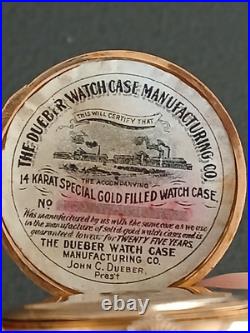 THE DUEBER WATCH CASE MANUFACTURING CO.
THIS WILL CERTIFY THAT
THE ACCOMPANYING
14 KARAT SPECIAL GOLD FILLED WATCH CASE.
No
Was manufactured by us with the same care as we use
in the manufacture of solid gold watch cases, and is
guaranteed to wear for TWENTY FIVE YEARS.
THE DUEBER WATCH CASE
MANUFACTURING CO.
JOHN C. DUEBER,
Pres't